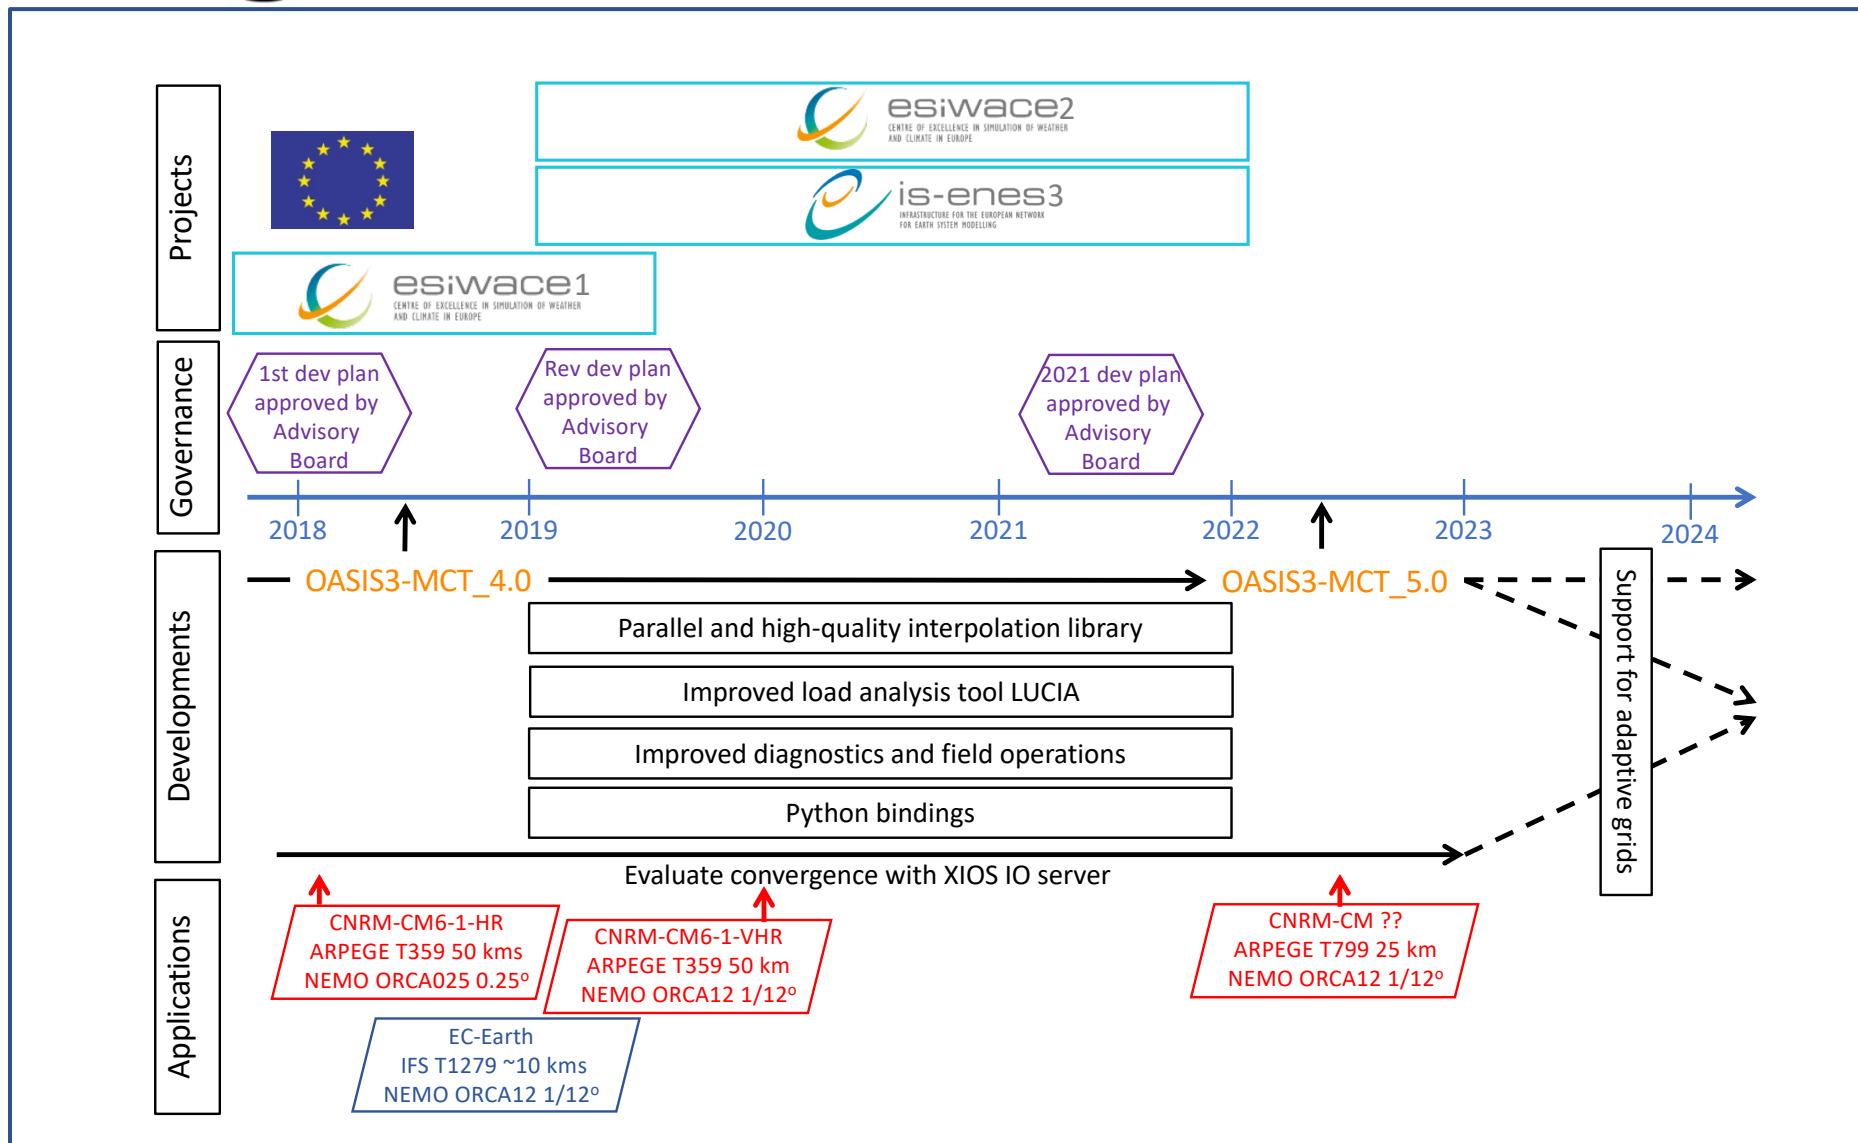 Projects
esiwace2
CENTRE OF EXCELLENCE IN SIMULATION OF WEATHER
AND CLIMATE IN EUROPE
is-enes3
INFRASTRUCTURE FOR THE EUROPEAN NETWORK
FOR EARTH SYSTEM MODELLING
esiwace1
CENTRE OF EXCELLENCE IN SIMULATION OF WEATHER
AND CLIMATE IN EUROPE
Governance
1st dev plan
approved by
Advisory
Board
Rev dev plan
approved by
Advisory
Board
2021 dev plan
approved by
Advisory
Board
2018
2019
2020
2021
2022
2023
2024
Developments
OASIS3-MCT_4.0
OASIS3-MCT_5.0
Parallel and high-quality interpolation library
Improved load analysis tool LUCIA
Improved diagnostics and field operations
Python bindings
Evaluate convergence with XIOS IO server
Support for adaptive grids
Applications
CNRM-CM6-1-HR
ARPEGE T359 50 kms
NEMO ORCA025 0.25º
CNRM-CM6-1-VHR
ARPEGE T359 50 km
NEMO ORCA12 1/12º
CNRM-CM ??
ARPEGE T799 25 km
NEMO ORCA12 1/12º
EC-Earth
IFS T1279 ~10 kms
NEMO ORCA12 1/12º